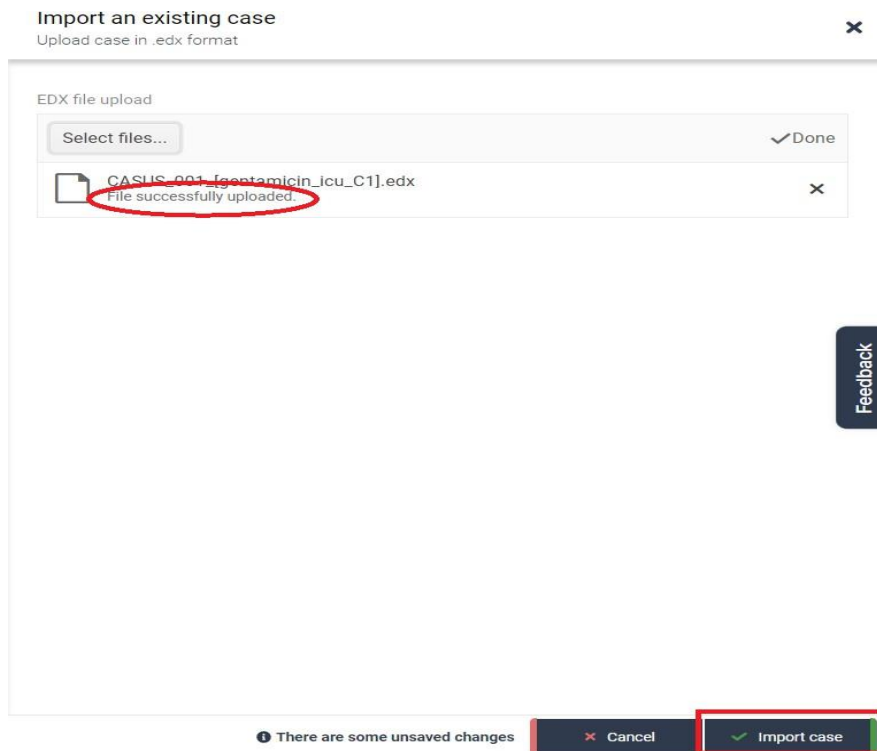 Import an existing case
Upload case in .edx format
EDX file upload
Select files...
Done
CASUS_001_[gentamicin_icu_C1].edx
File successfully uploaded.
Feedback
There are some unsaved changes
Cancel
Import case